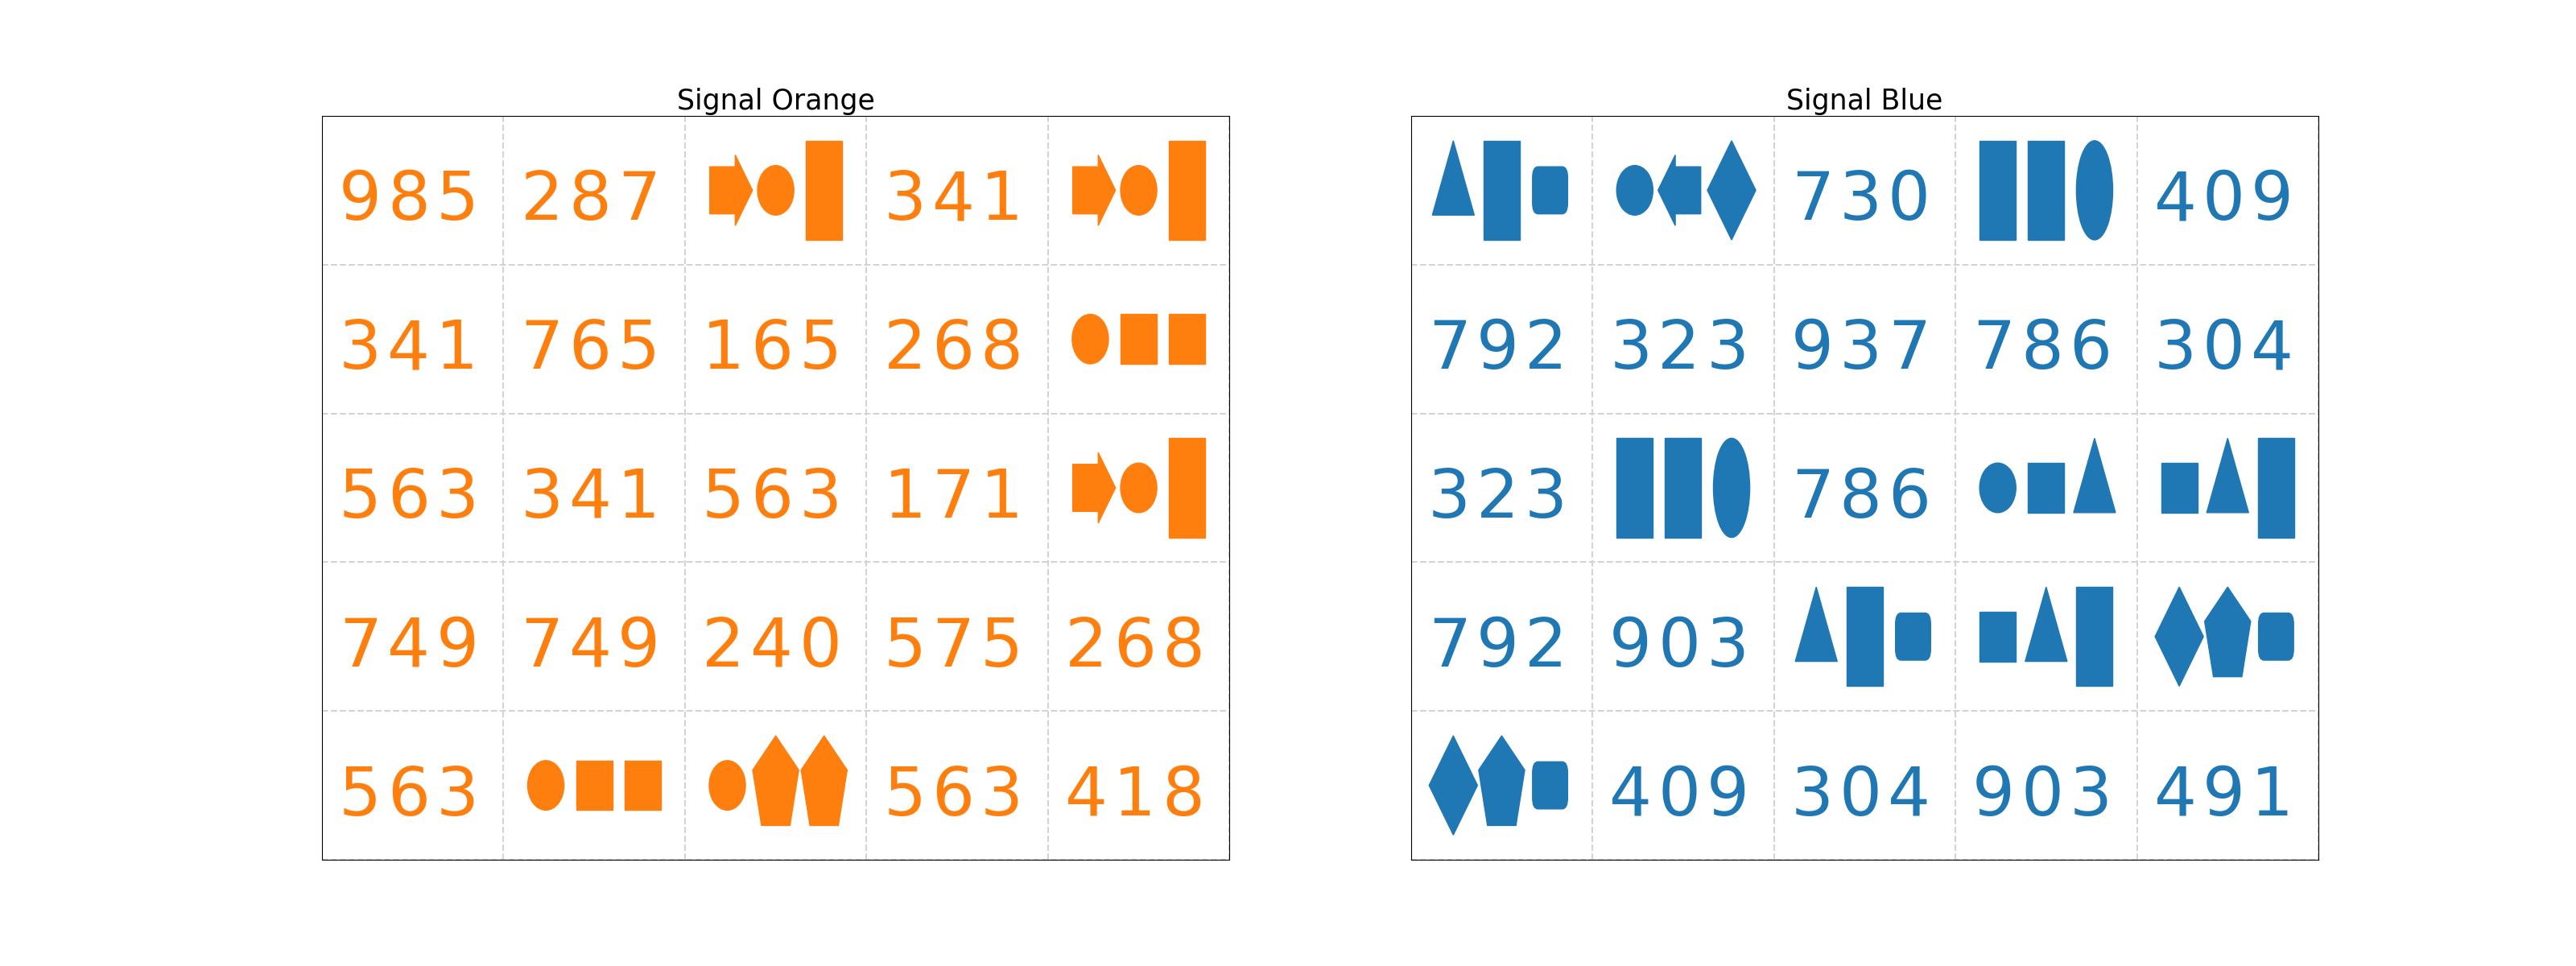 Signal Orange
985 287 341
341 765 165 268
563 341 563 171
749 749 240 575 268
563 563 418
Signal Blue
730 409
792 323 937 786 304
323 786
792 903
409 304 903 491